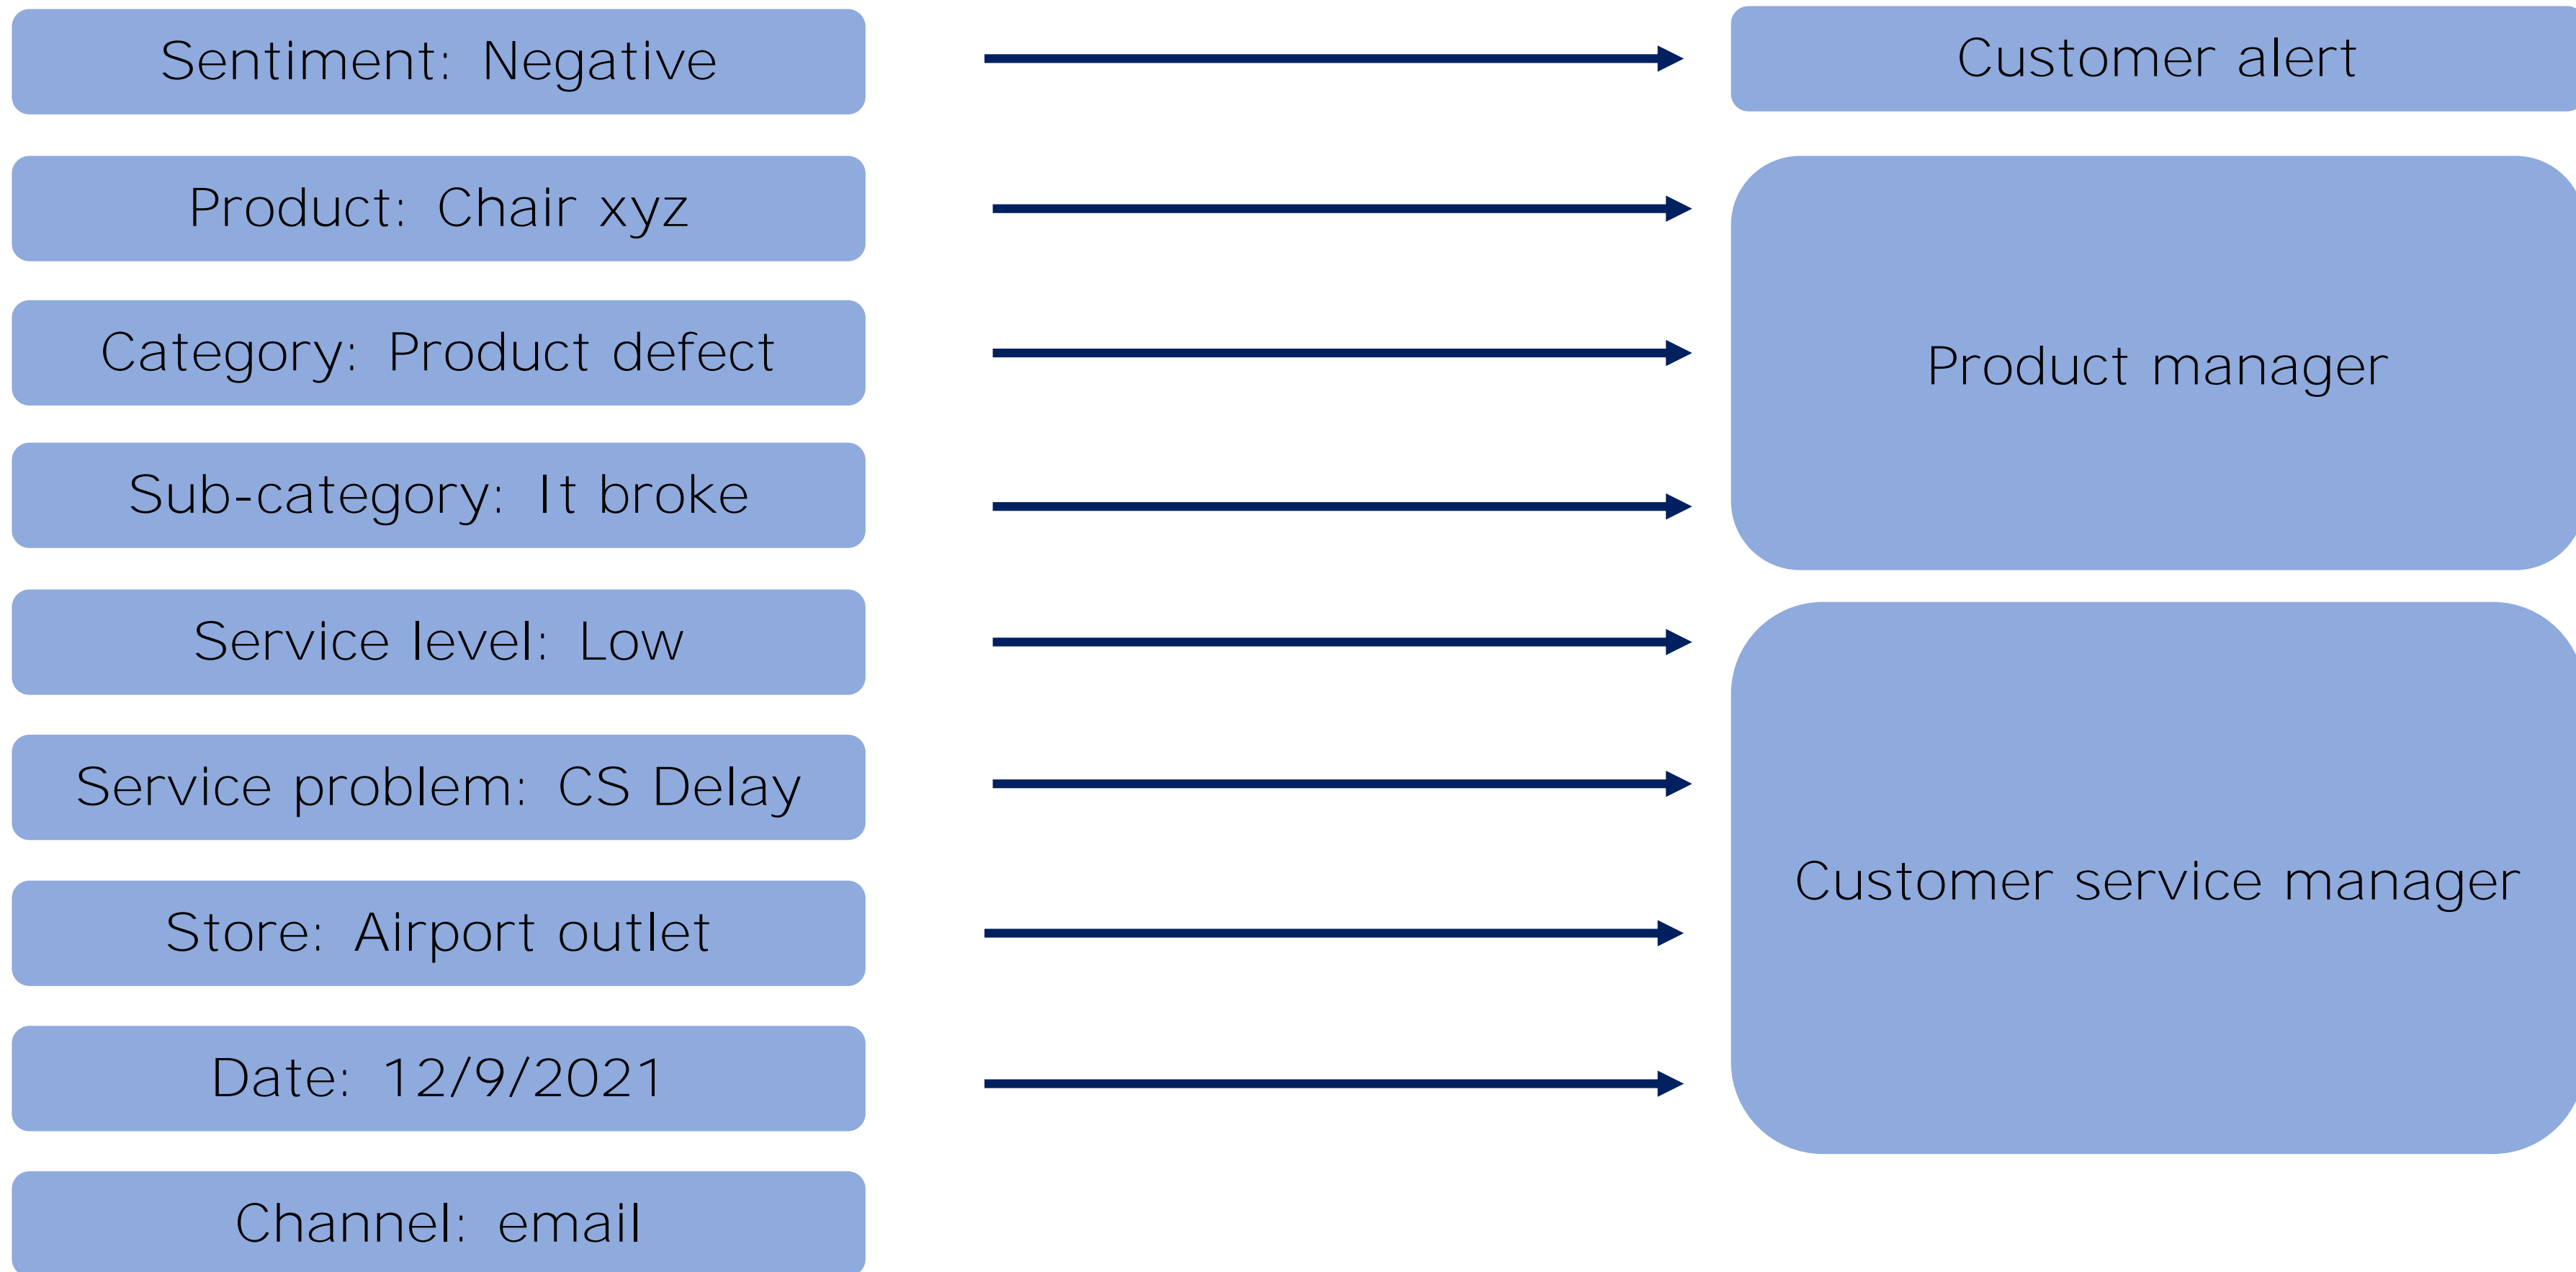 Sentiment: Negative
Customer alert
Product: Chair xyz
Category: Product defect
Product manager
Sub-category: It broke
Service level: Low
Service problem: CS Delay
Customer service manager
Store: Airport outlet
Date: 12/9/2021
Channel: email